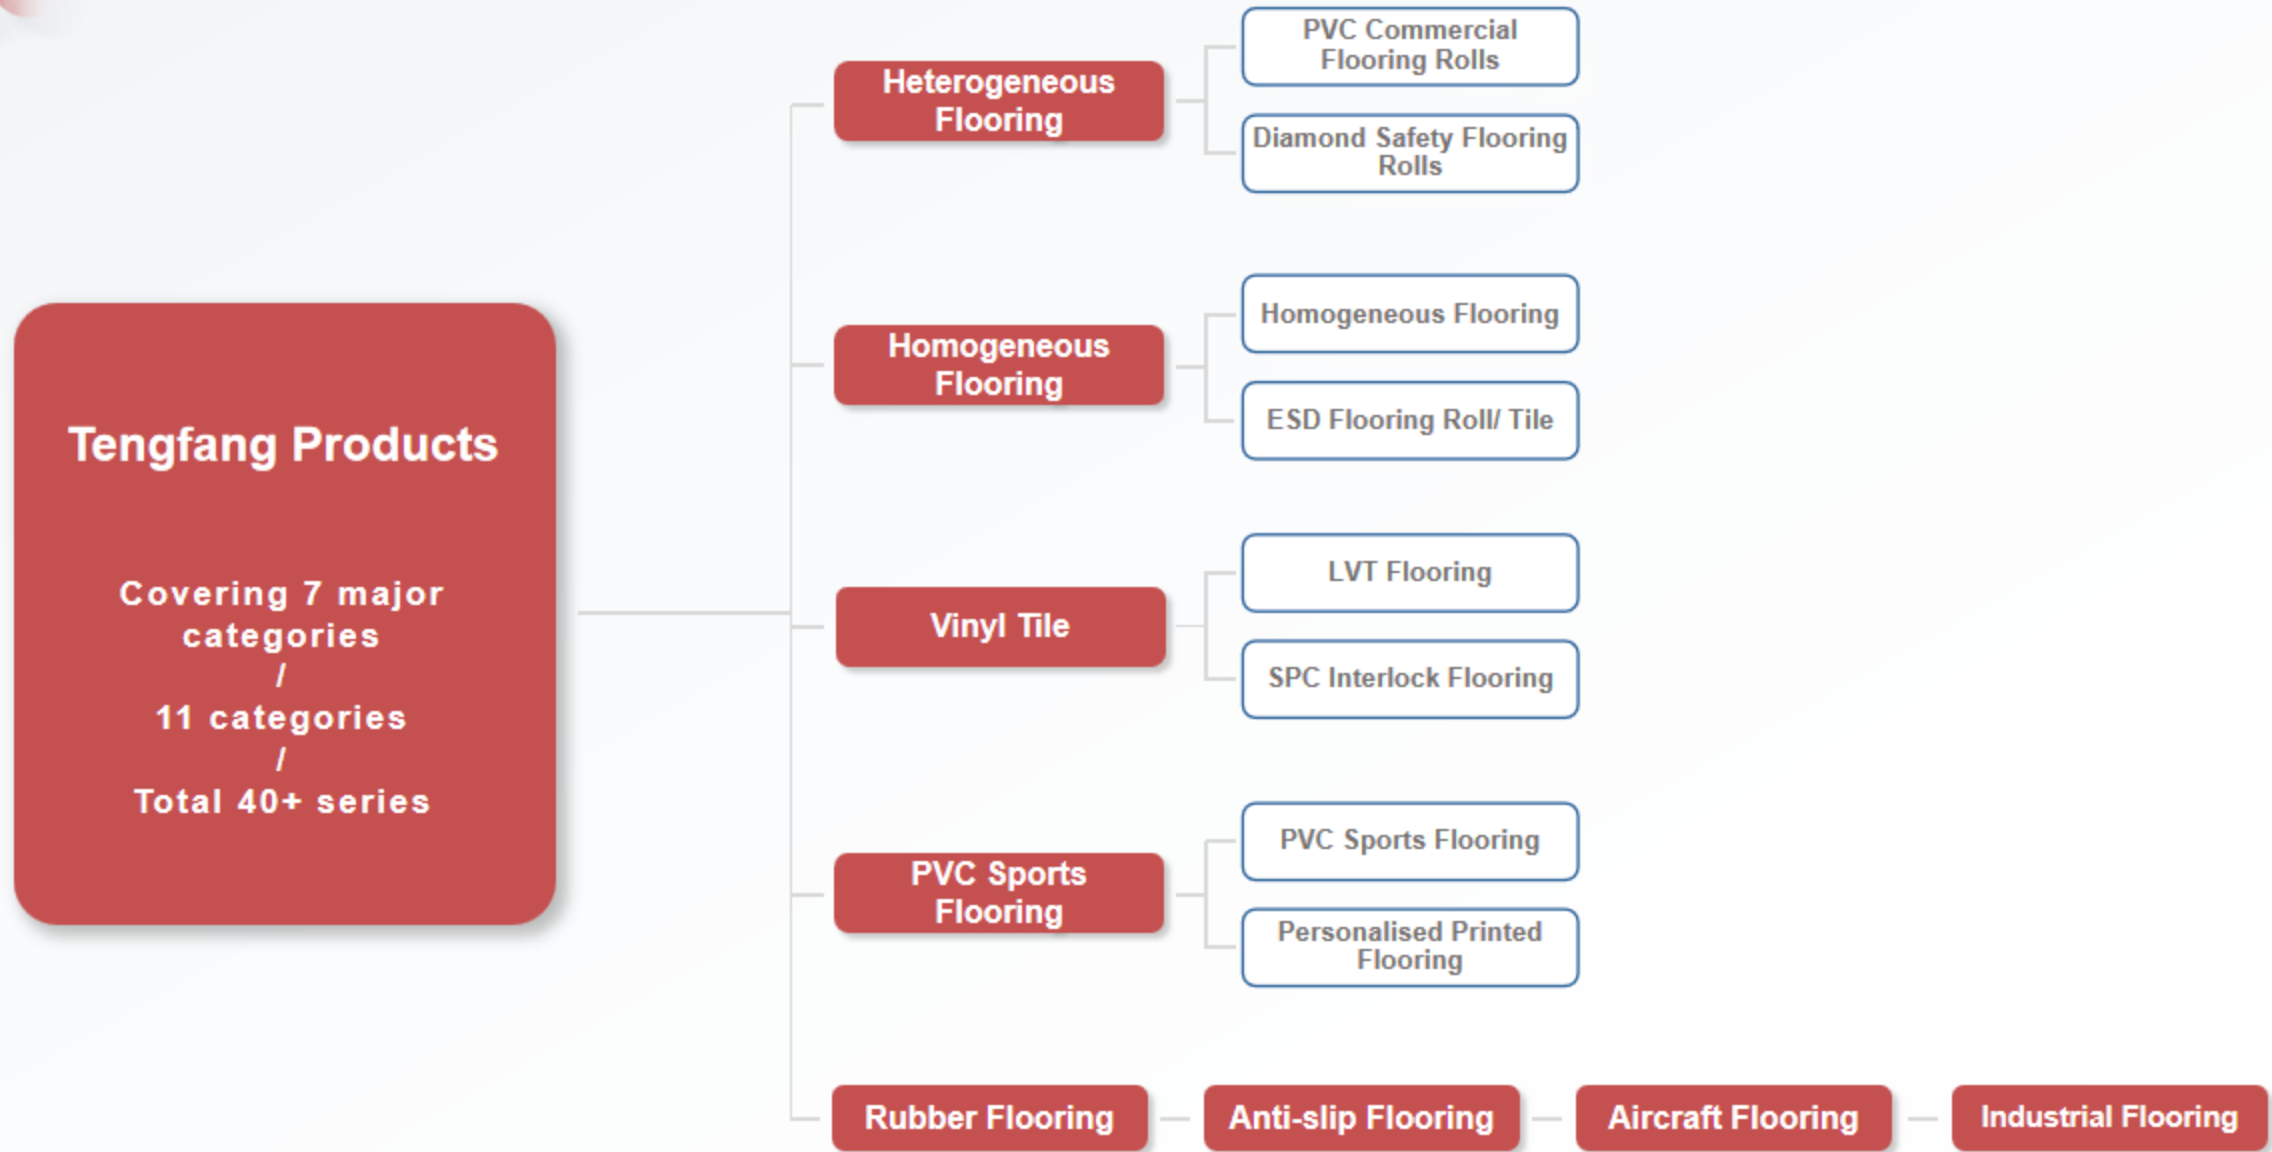 Tengfang Products
Covering 7 major
categories
/
11 categories
/
Total 40+ series
Heterogeneous
Flooring
PVC Commercial
Flooring Rolls
Diamond Safety Flooring
Rolls
Homogeneous
Flooring
Homogeneous Flooring
ESD Flooring Roll/ Tile
Vinyl Tile
LVT Flooring
SPC Interlock Flooring
PVC Sports
Flooring
PVC Sports Flooring
Personalised Printed
Flooring
Rubber Flooring
Anti-slip Flooring
Aircraft Flooring
Industrial Flooring